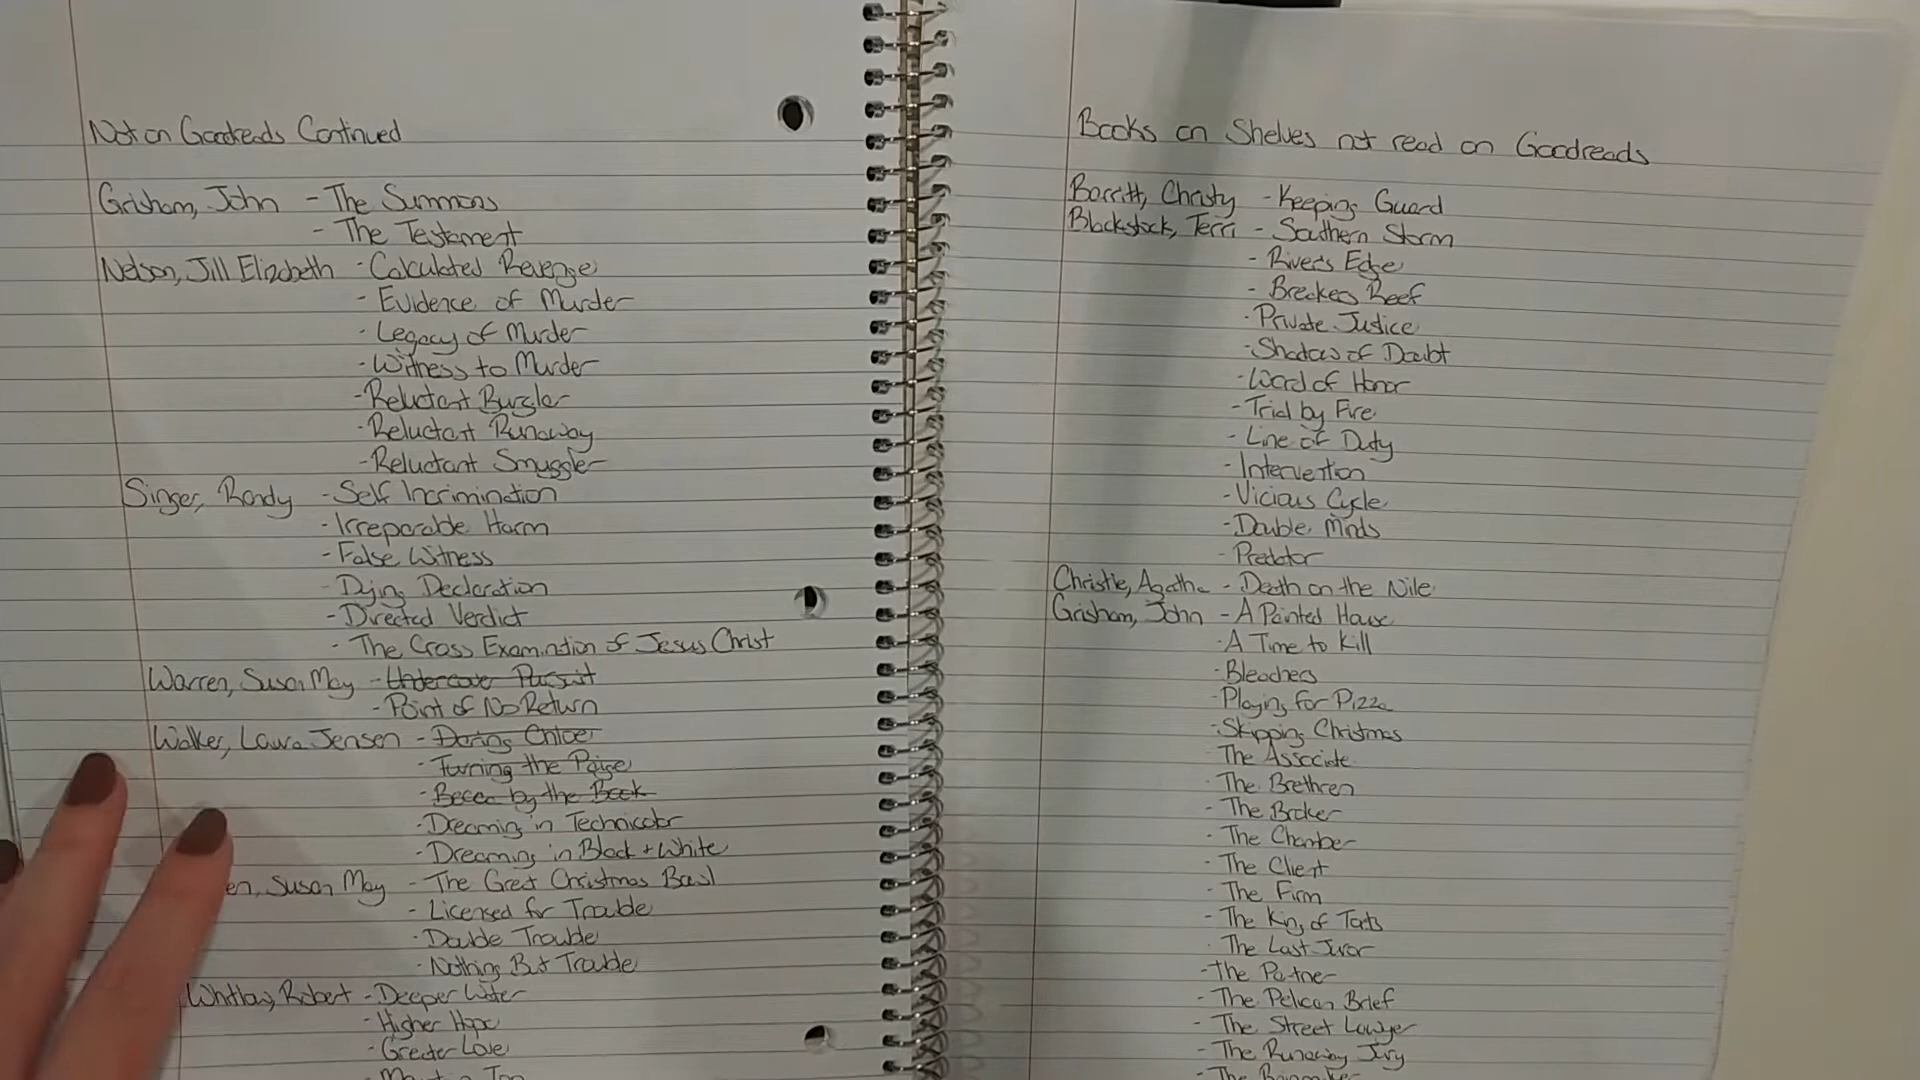 Not on Goodreads Continued
Grisham, John - The Summons
- The Testament
Nelson, Jill Elizabeth - Calculated Revenge
- Evidence of Murder
- Legacy of Murder
- Witness to Murder
- Reluctant Burglar
- Reluctant Runaway
- Reluctant Smuggler
Singer, Randy - Self Incrimination
- Irreparable Harm
- False Witness
- Dying Declaration
- Directed Verdict
- The Cross Examination of Jesus Christ
Warren, Susan May - Undercover Pursuit
- Point of No Return
Walker, Laura Jensen - Daring Chloe
- Turning the Paige
- Becca by the Book
- Dreaming in Technicolor
- Dreaming in Black + White
en, Susan May - The Great Christmas Bowl
- Licensed for Trouble
- Double Trouble
- Nothing But Trouble
Whitlow, Robert - Deeper Water
- Higher Hope
- Greater Love
Books on Shelves not read on Goodreads
Barritt, Christy - Keeping Guard
Blackstock, Terri - Southern Storm
- River's Edge
- Breakers Reef
- Private Justice
- Shadow of Doubt
- Word of Honor
- Trial by Fire
- Line of Duty
- Intervention
- Vicious Cycle
- Double Minds
- Predator
Christie, Agatha - Death on the Nile
Grisham, John - A Painted House
- A Time to Kill
- Bleachers
- Playing for Pizza
- Skipping Christmas
The Associate
- The Brethren
- The Broker
- The Chamber
- The Client
- The Firm
- The King of Torts
- The Last Juror
- The Partner
- The Pelican Brief
- The Street Lawyer
- The Runaway Jury
- The